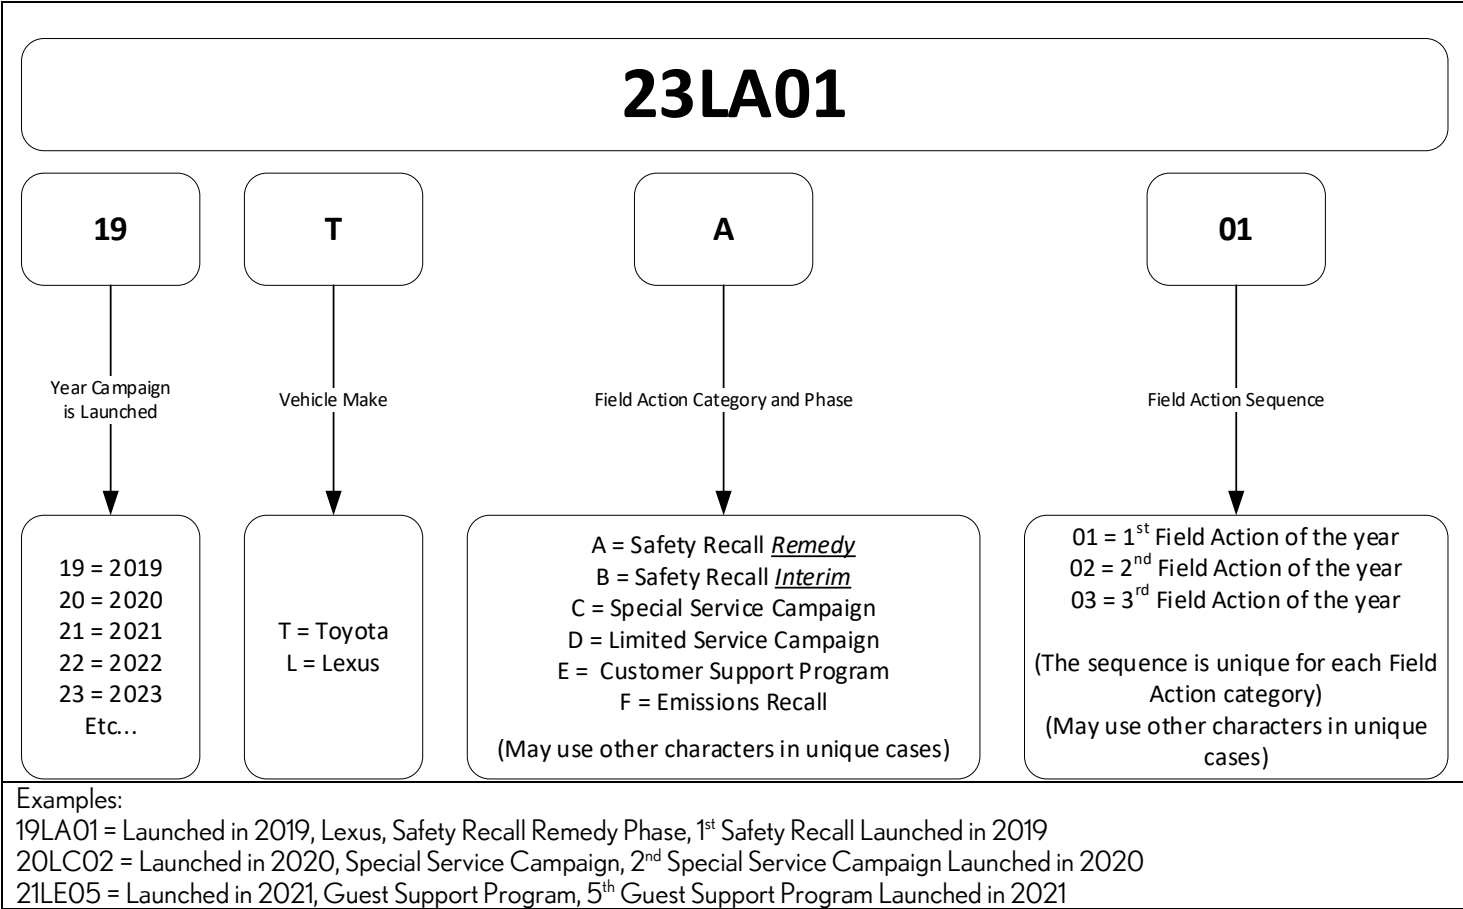 23LA01
19
T
A
01
Year Campaign
is Launched
Vehicle Make
Field Action Category and Phase
Field Action Sequence
19 = 2019
20 = 2020
21 = 2021
22 = 2022
23 = 2023
Etc...
T = Toyota
L = Lexus
A = Safety Recall Remedy
B = Safety Recall Interim
C = Special Service Campaign
D = Limited Service Campaign
E = Customer Support Program
F = Emissions Recall
(May use other characters in unique cases)
01 = 1st Field Action of the year
02 = 2nd Field Action of the year
03 = 3rd Field Action of the year
(The sequence is unique for each Field
Action category)
(May use other characters in unique
cases)
Examples:
19LA01 = Launched in 2019, Lexus, Safety Recall Remedy Phase, 1st Safety Recall Launched in 2019
20LC02 = Launched in 2020, Special Service Campaign, 2nd Special Service Campaign Launched in 2020
21LE05 = Launched in 2021, Guest Support Program, 5th Guest Support Program Launched in 2021